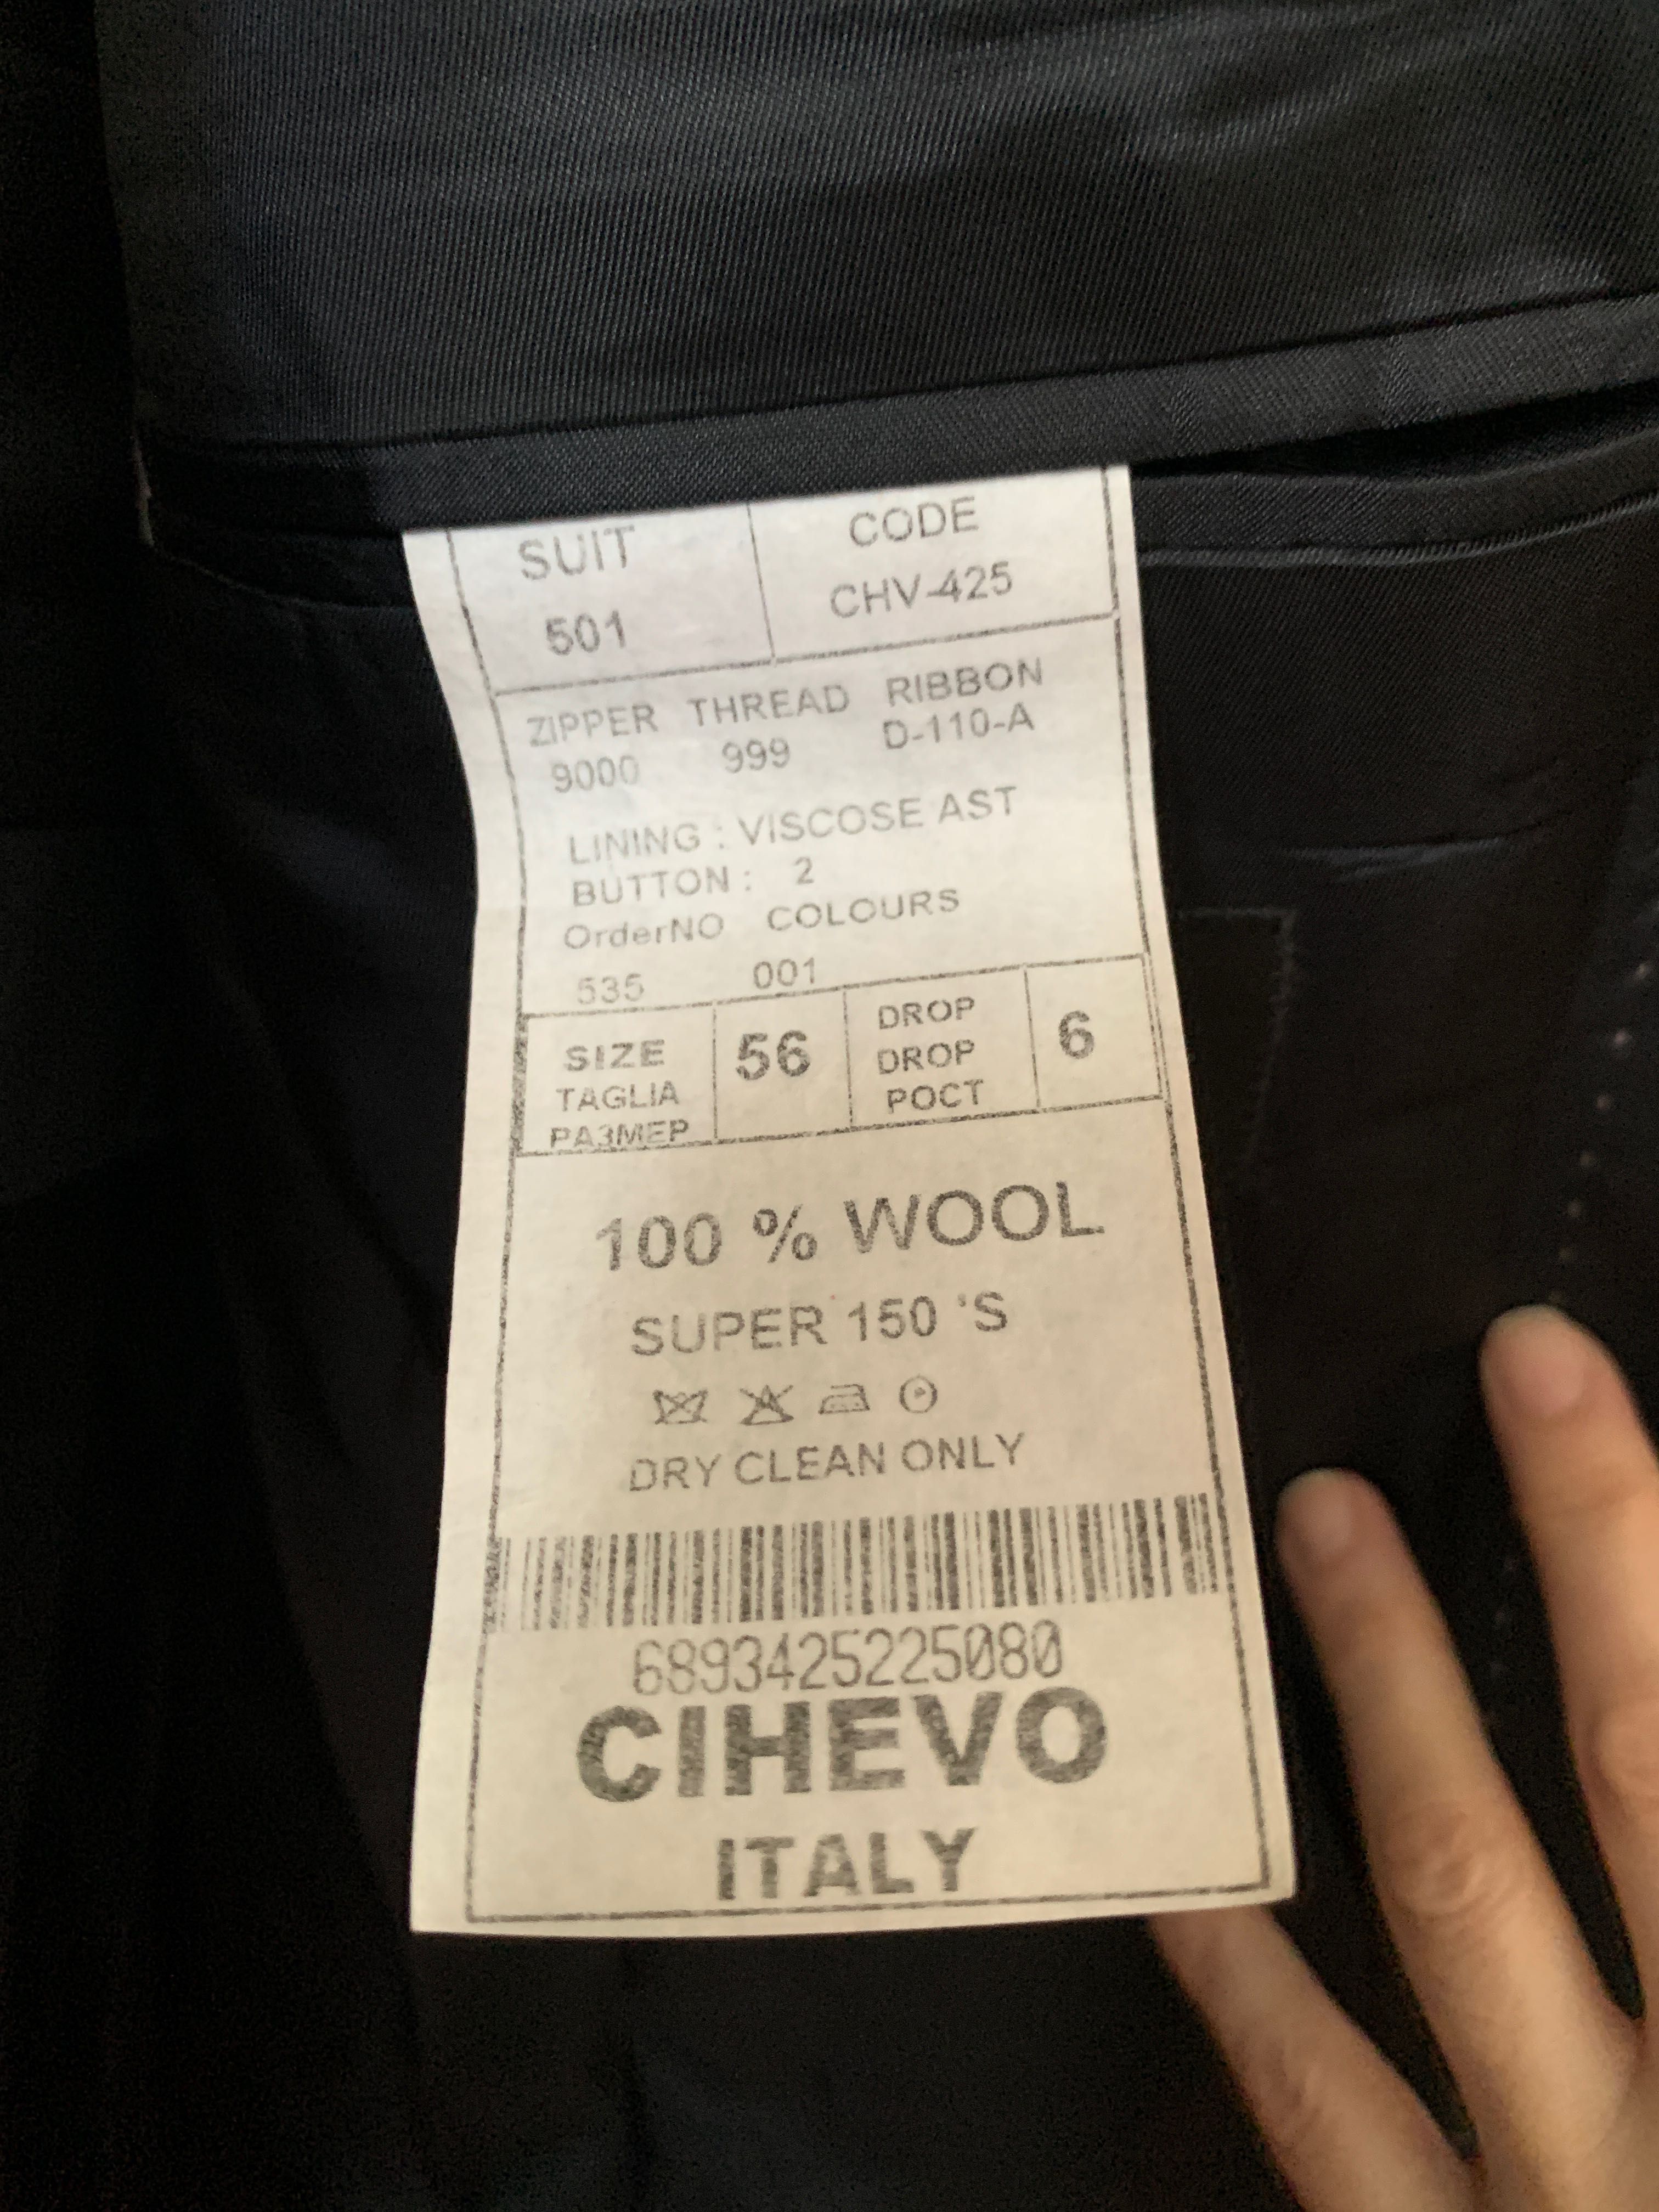 SUIT CODE
501 CHV-425
ZIPPER THREAD RIBBON
9000 999 D-110-A
LINING : VISCOSE AST
BUTTON : 2
OrderNO COLOURS
535 001
SIZE 56 DROP 6
TAGLIA DROP
РАЗМЕР РОСТ
100 % WOOL
SUPER 150 'S
DRY CLEAN ONLY
6893425225080
CIHEVO
ITALY